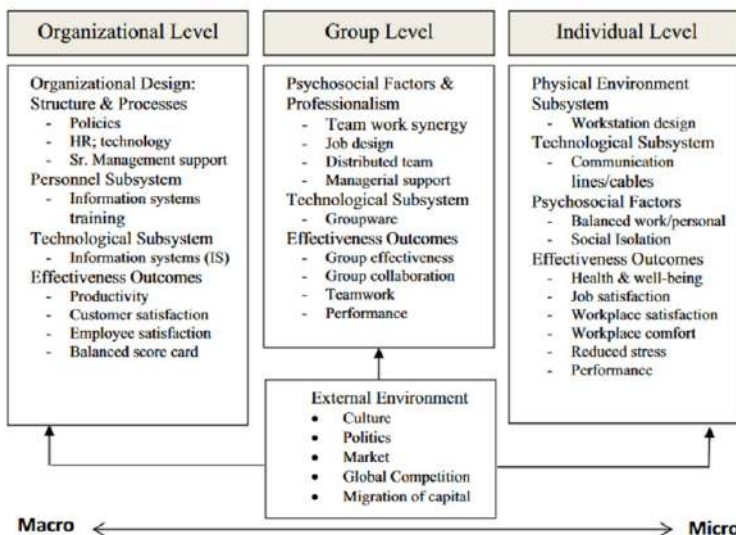 Organizational Level
Organizational Design:
Structure & Processes
- Policies
- HR; technology
- Sr. Management support
Personnel Subsystem
- Information systems
training
Technological Subsystem
- Information systems (IS)
Effectiveness Outcomes
- Productivity
- Customer satisfaction
- Employee satisfaction
- Balanced score card
Group Level
Psychosocial Factors &
Professionalism
- Team work synergy
- Job design
- Distributed team
- Managerial support
Technological Subsystem
- Groupware
Effectiveness Outcomes
- Group effectiveness
- Group collaboration
- Teamwork
- Performance
Individual Level
Physical Environment
Subsystem
- Workstation design
Technological Subsystem
- Communication
lines/cables
Psychosocial Factors
- Balanced work/personal
- Social Isolation
Effectiveness Outcomes
- Health & well-being
- Job satisfaction
- Workplace satisfaction
- Workplace comfort
- Reduced stress
- Performance
External Environment
• Culture
• Politics
• Market
• Global Competition
• Migration of capital
Macro
Micro